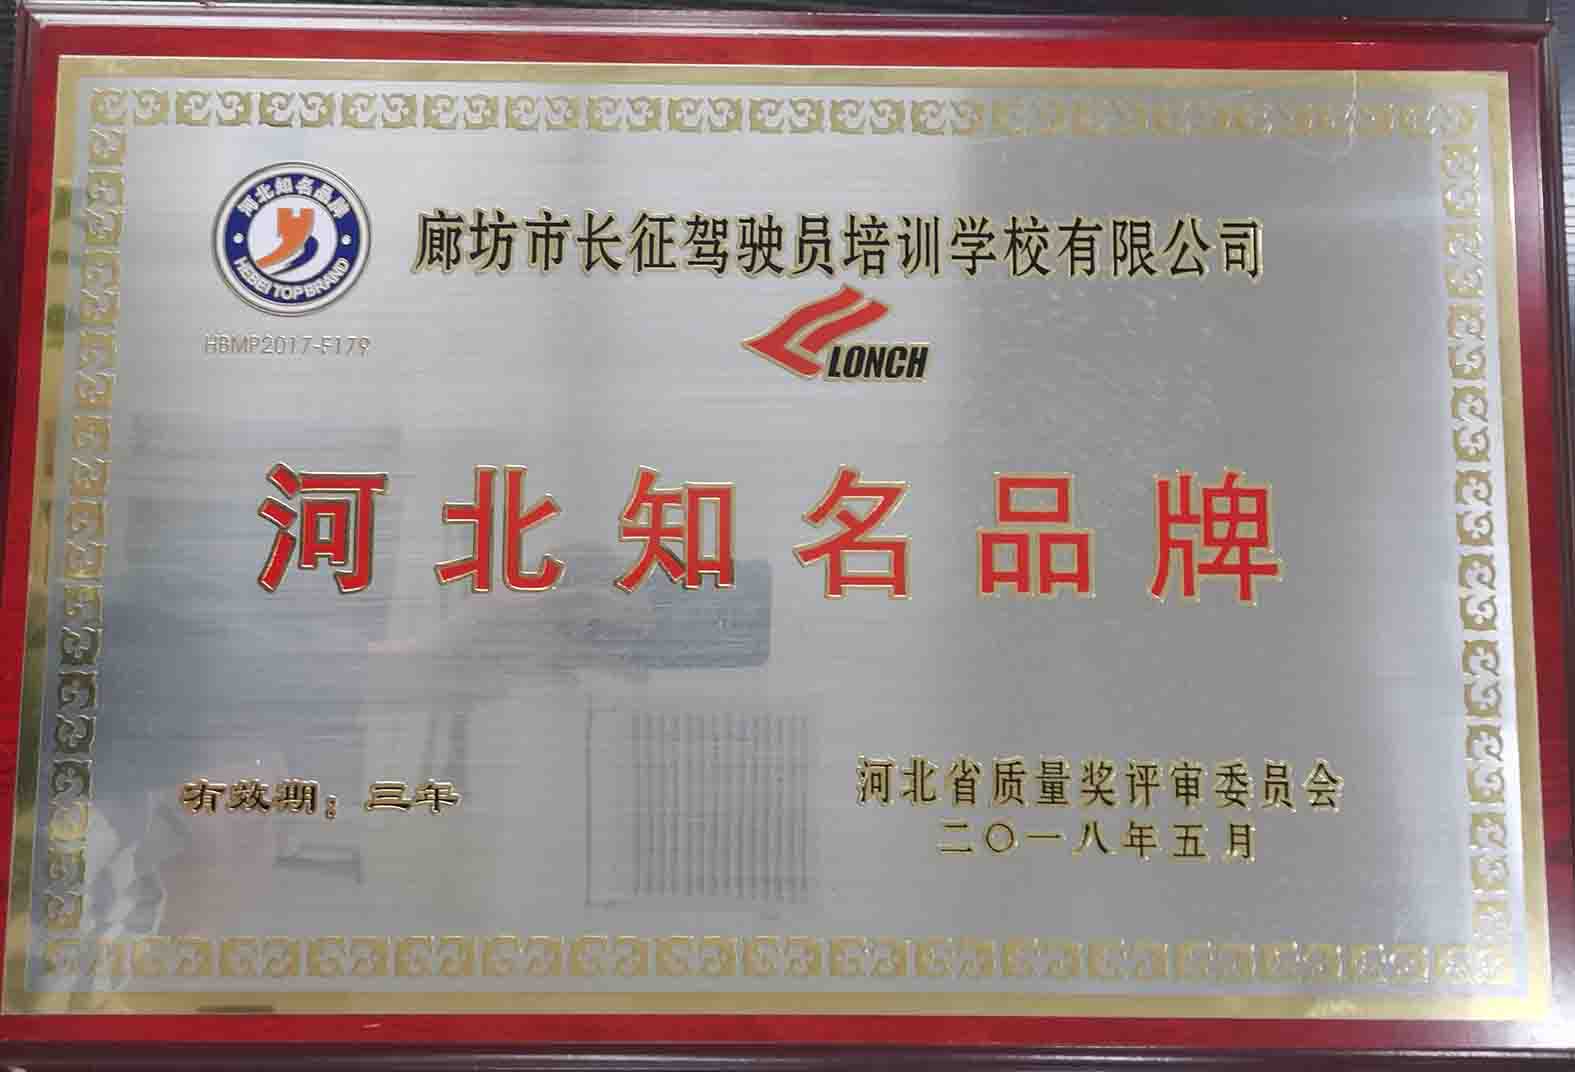 河北知名品牌
HEBEI TOP BRAND
HBMP2017-F179
廊坊市长征驾驶员培训学校有限公司
LONCH
河北知名品牌
有效期：三年
河北省质量奖评审委员会
二〇一八年五月